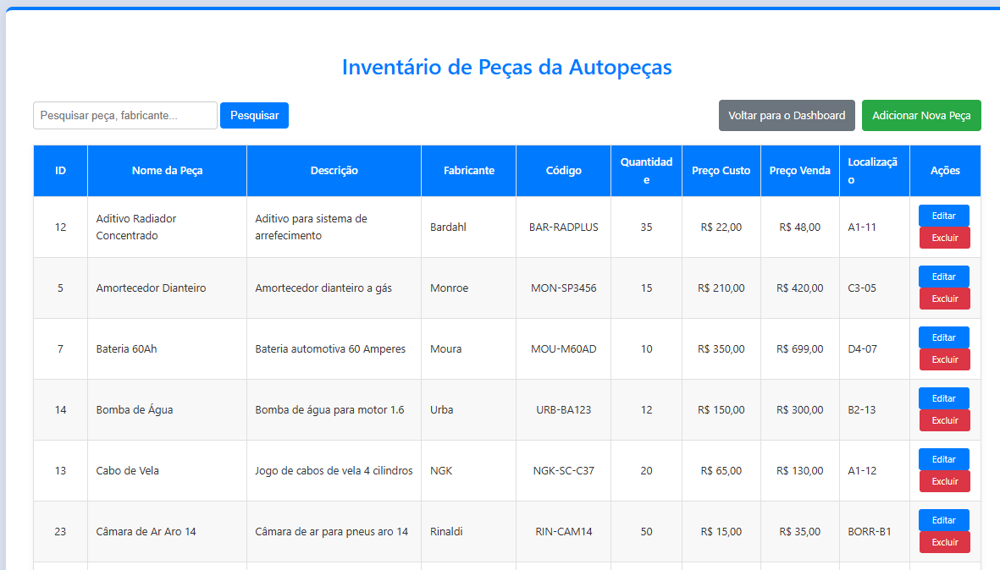 Inventário de Peças da Autopeças
Pesquisar peça, fabricante... Pesquisar Voltar para o Dashboard Adicionar Nova Peça
ID Nome da Peça Descrição Fabricante Código Quantidad
e Preço Custo Preço Venda Localizaçã
o Ações
12 Aditivo Radiador
Concentrado Aditivo para sistema de
arrefecimento Bardahl BAR-RADPLUS 35 R$ 22,00 R$ 48,00 A1-11 Editar
Excluir
5 Amortecedor Dianteiro Amortecedor dianteiro a gás Monroe MON-SP3456 15 R$ 210,00 R$ 420,00 C3-05 Editar
Excluir
7 Bateria 60Ah Bateria automotiva 60 Amperes Moura MOU-M60AD 10 R$ 350,00 R$ 699,00 D4-07 Editar
Excluir
14 Bomba de Água Bomba de água para motor 1.6 Urba URB-BA123 12 R$ 150,00 R$ 300,00 B2-13 Editar
Excluir
13 Cabo de Vela Jogo de cabos de vela 4 cilindros NGK NGK-SC-C37 20 R$ 65,00 R$ 130,00 A1-12 Editar
Excluir
23 Câmara de Ar Aro 14 Câmara de ar para pneus aro 14 Rinaldi RIN-CAM14 50 R$ 15,00 R$ 35,00 BORR-B1 Editar
Excluir